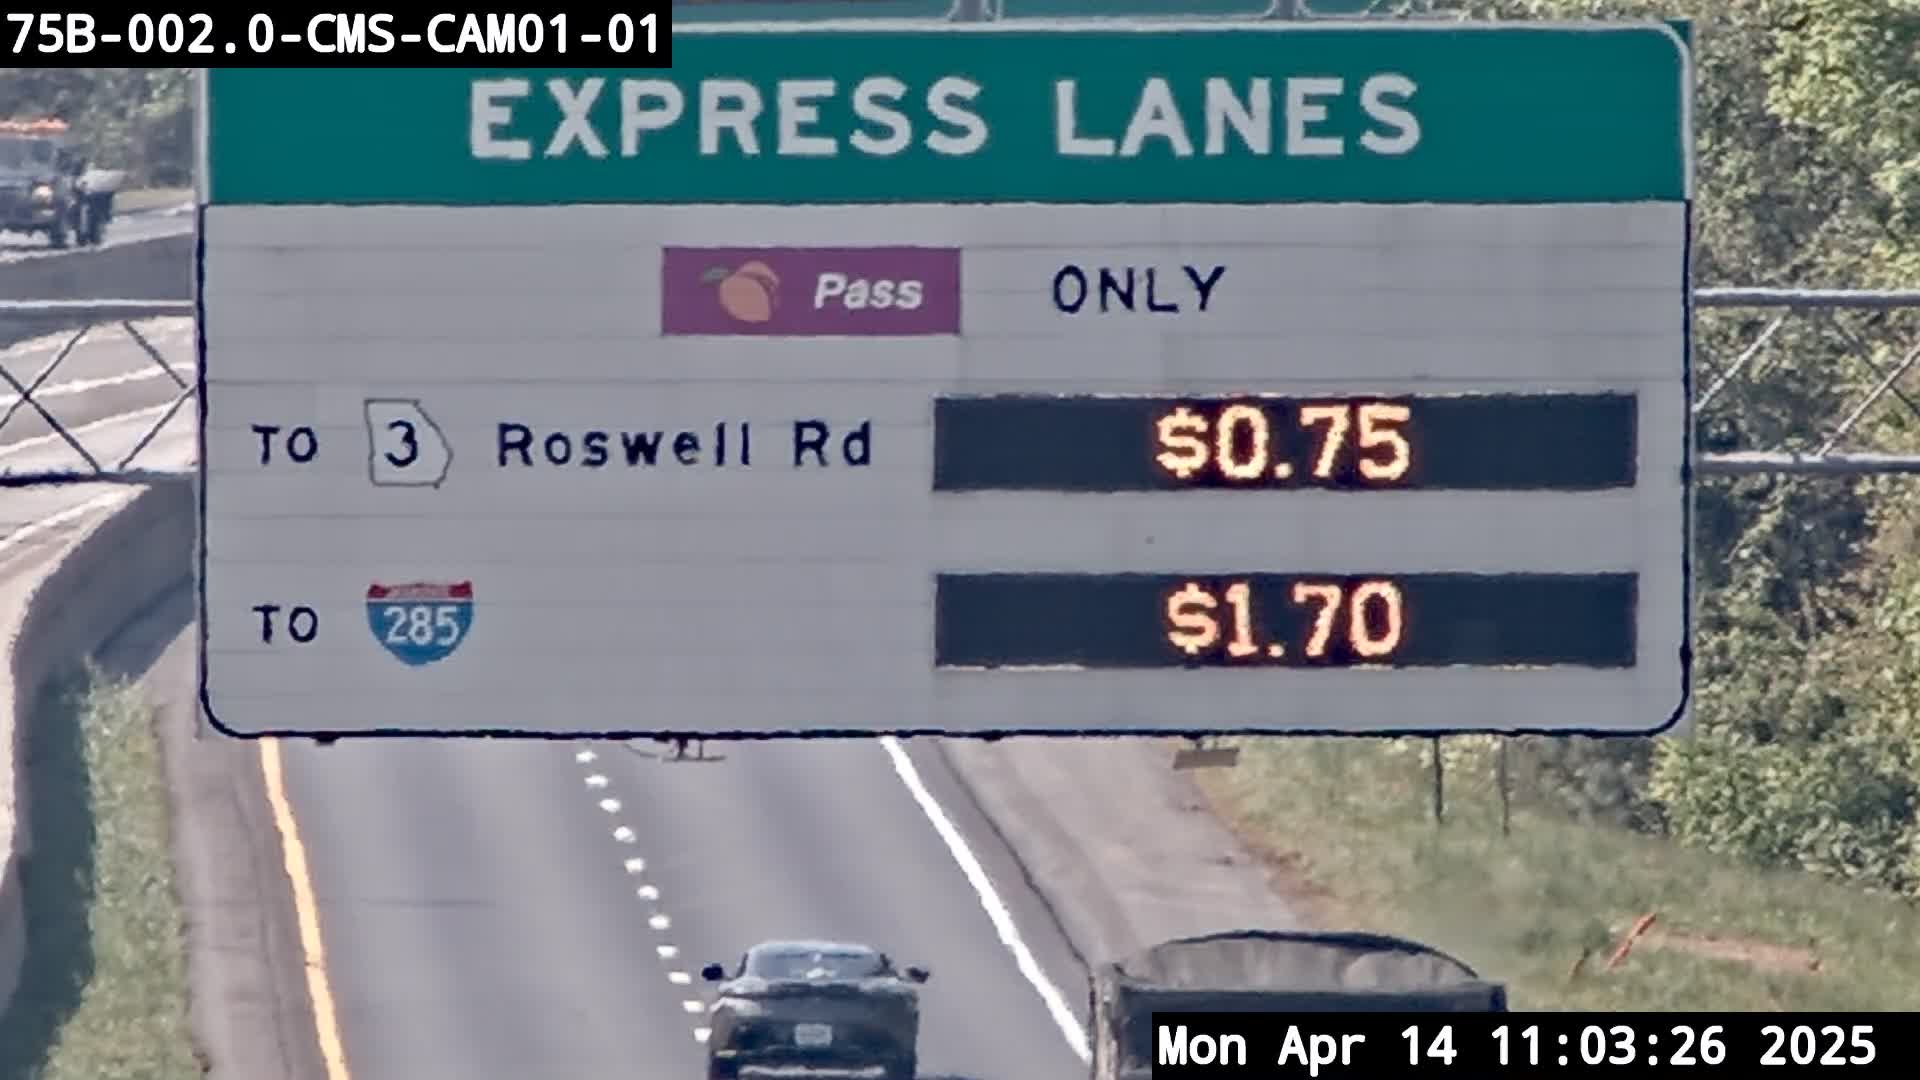 75B-002.0-CMS-CAM01-01
EXPRESS LANES
Pass ONLY
TO 3 Roswell Rd $0.75
TO 285 $1.70
Mon Apr 14 11:03:26 2025